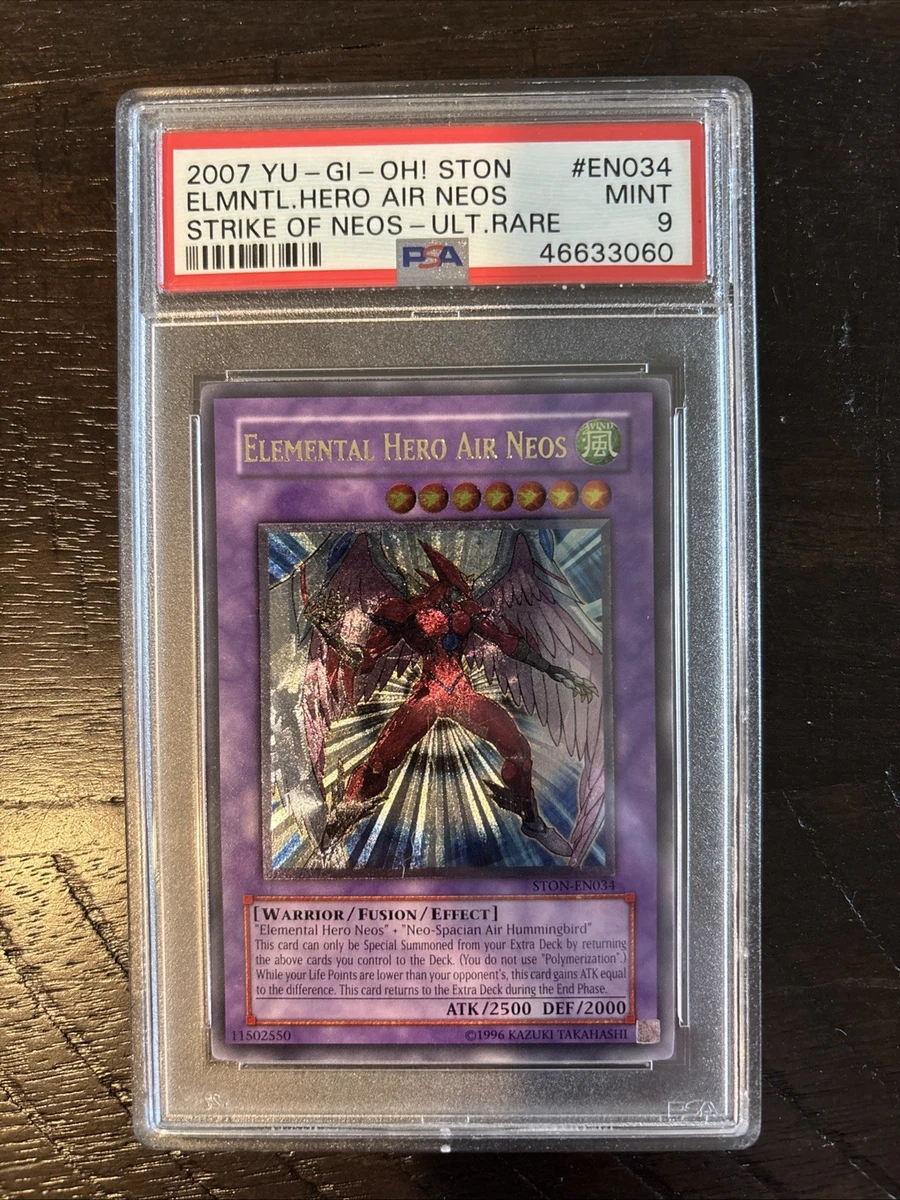 2007 YU-GI-OH! STON #EN034
ELMNTL.HERO AIR NEOS MINT
STRIKE OF NEOS-ULT.RARE 9
PSA 46633060
ELEMENTAL HERO AIR NEOS
WIND
風
STON-EN034
[WARRIOR/FUSION/EFFECT]
"Elemental Hero Neos" + "Neo-Spacian Air Hummingbird"
This card can only be Special Summoned from your Extra Deck by returning
the above cards you control to the Deck. (You do not use "Polymerization".)
While your Life Points are lower than your opponent's, this card gains ATK equal
to the difference. This card returns to the Extra Deck during the End Phase.
ATK/2500 DEF/2000
11502550 ©1996 KAZUKI TAKAHASHI
PSA